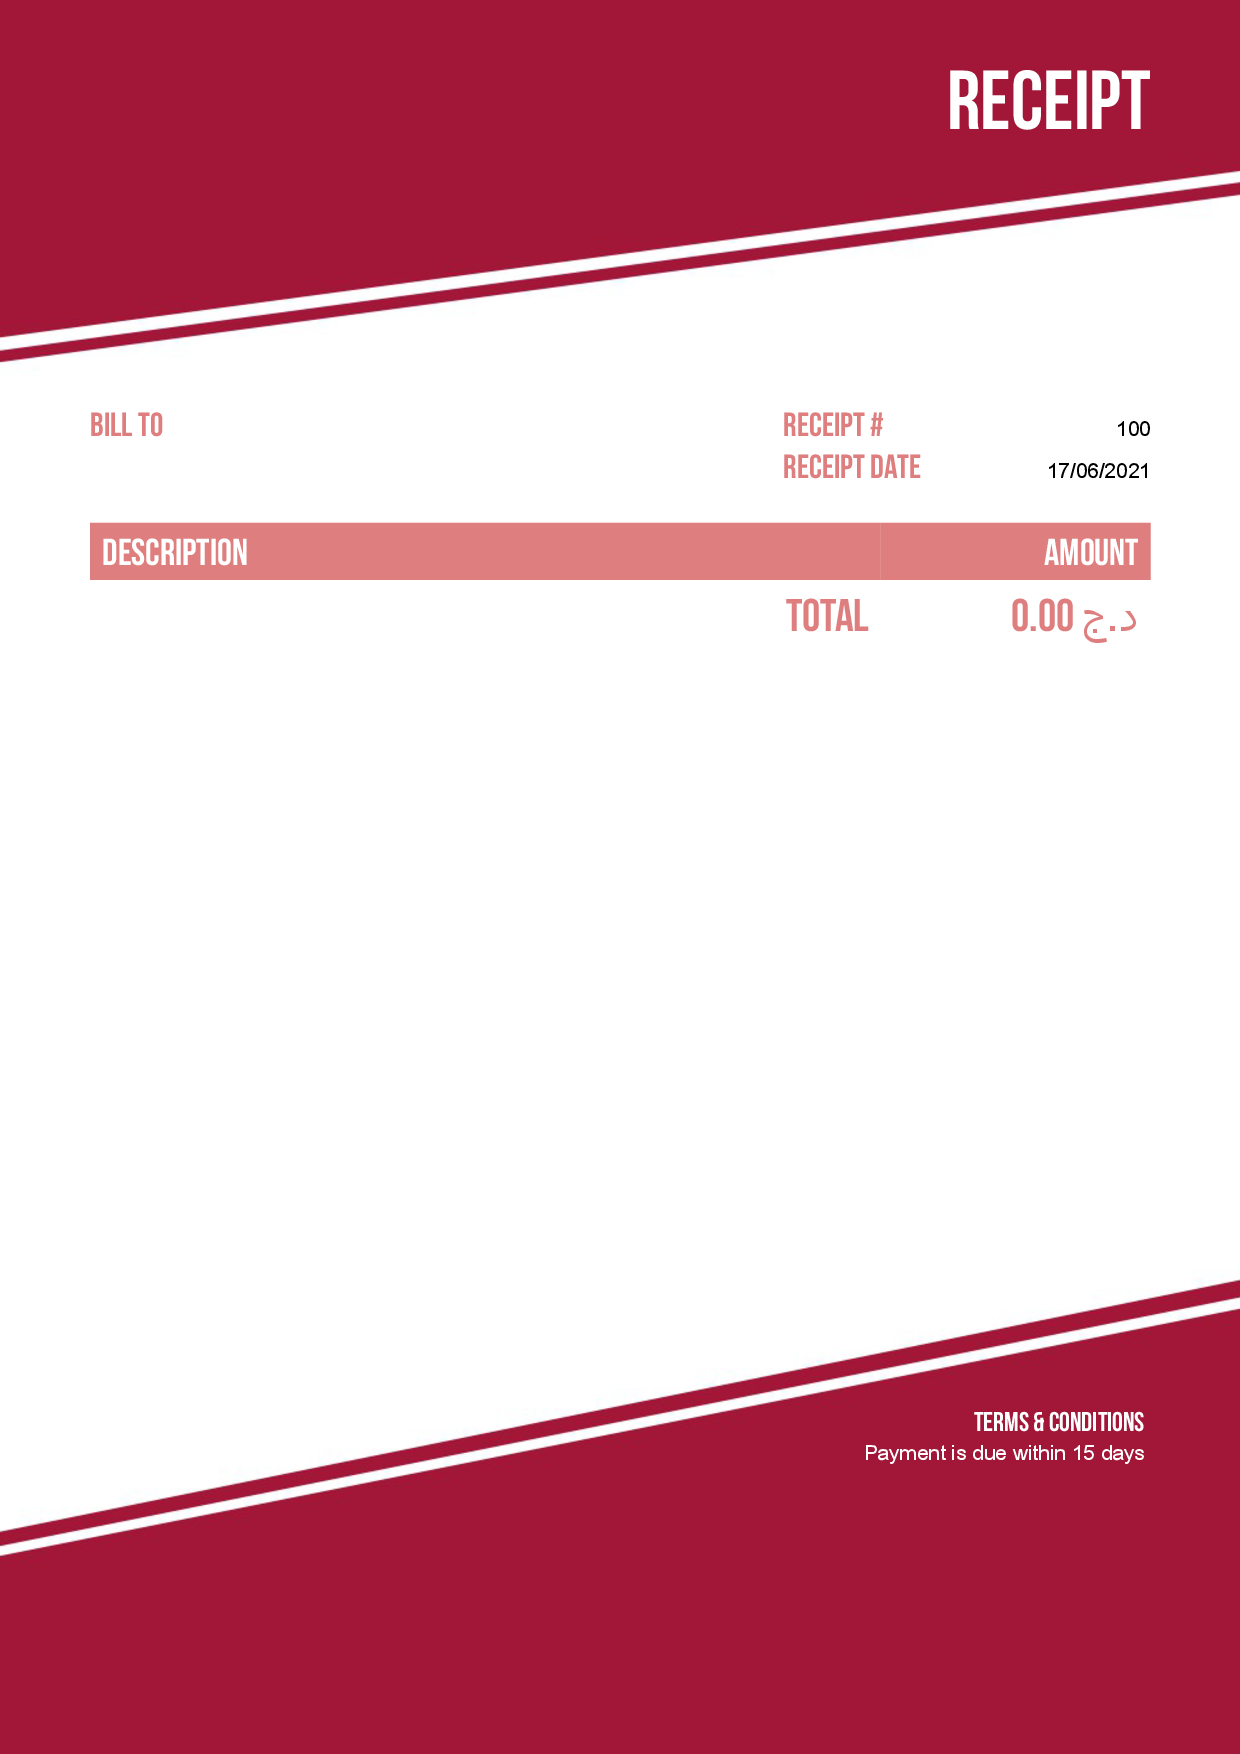 RECEIPT
BILL TO
RECEIPT # 100
RECEIPT DATE 17/06/2021
DESCRIPTION AMOUNT
TOTAL 0.00 د.ج
TERMS & CONDITIONS
Payment is due within 15 days